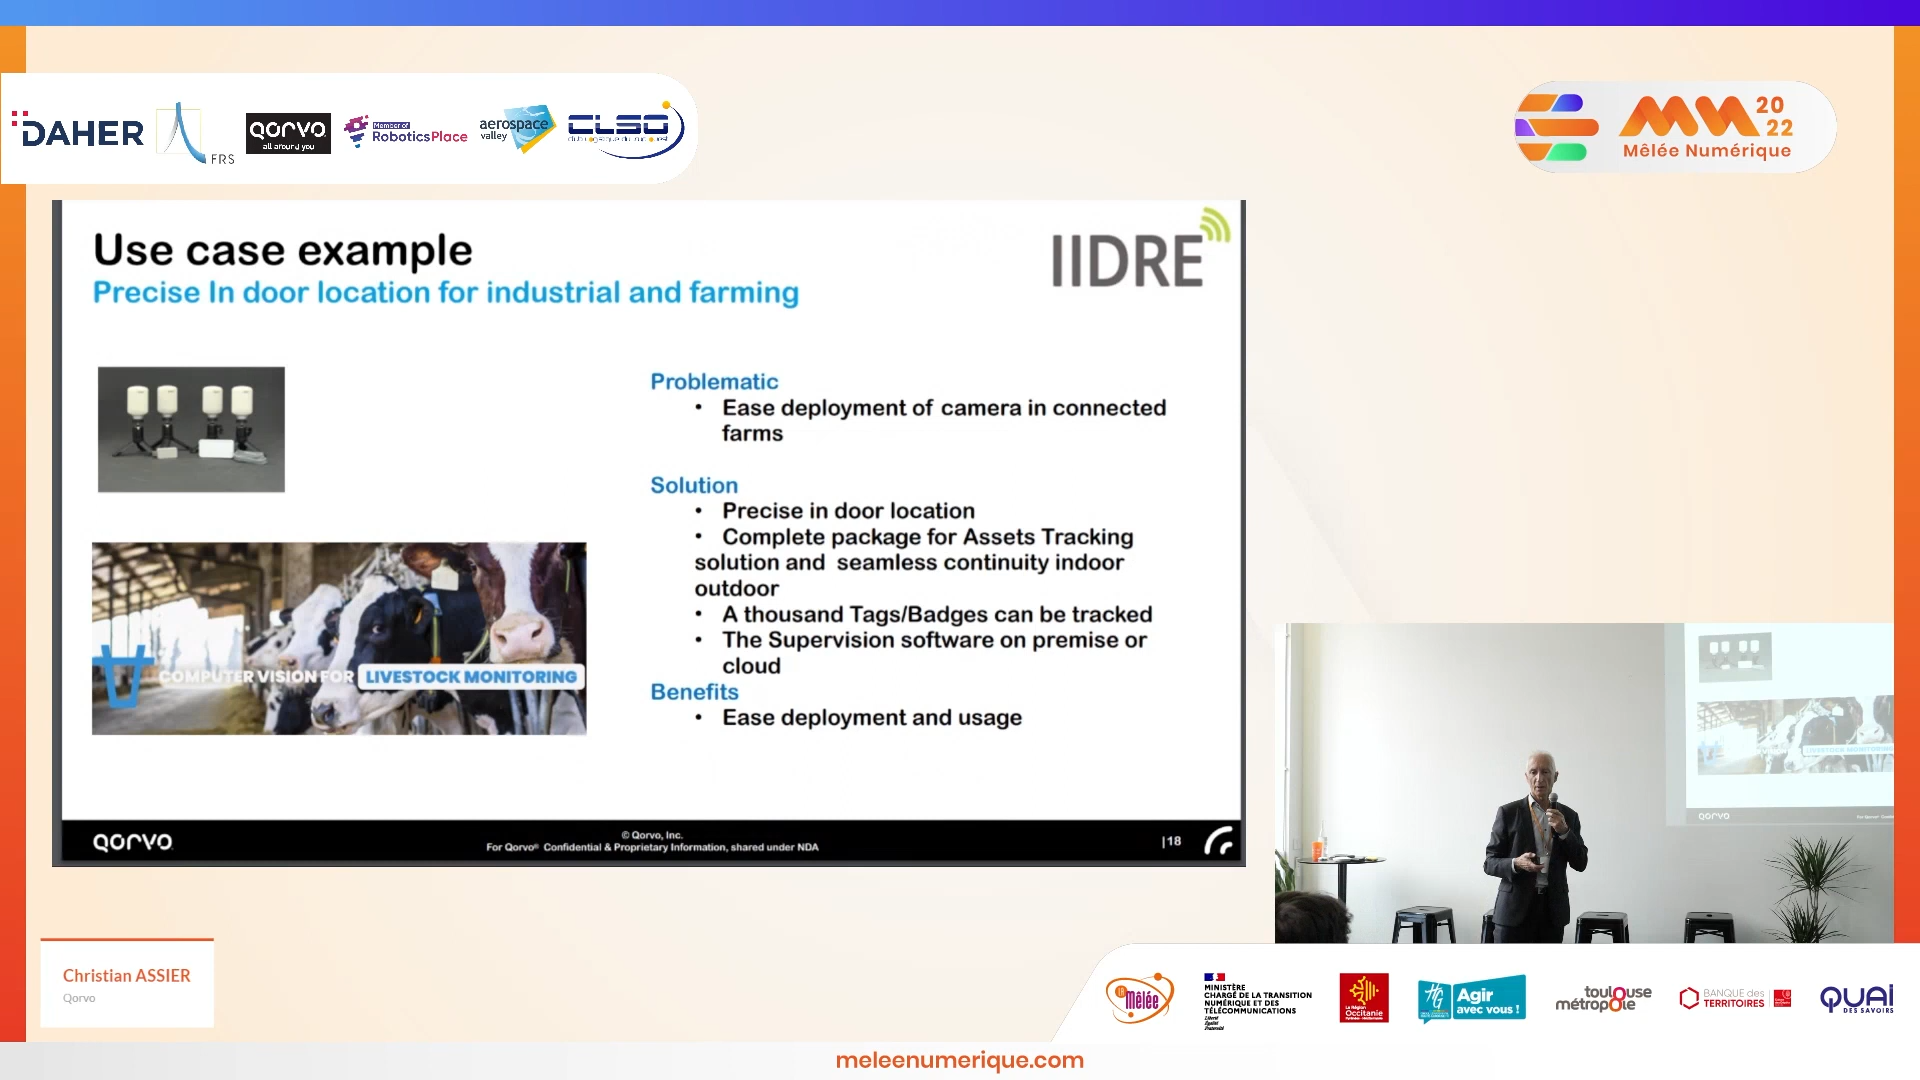 DAHER
FRS
QOrVO
all around you
Member of
RoboticsPlace
aerospace
valley
CLSO
MM 20
22
Mêlée Numérique
Use case example
Precise In door location for industrial and farming
IIDRE
Problematic
• Ease deployment of camera in connected
farms
Solution
• Precise in door location
• Complete package for Assets Tracking
solution and seamless continuity indoor
outdoor
• A thousand Tags/Badges can be tracked
• The Supervision software on premise or
cloud
Benefits
• Ease deployment and usage
COMPUTER VISION FOR LIVESTOCK MONITORING
QOrVO
© Qorvo, Inc.
For Qorvo® Confidential & Proprietary Information, shared under NDA
|18
QOrVO
Christian ASSIER
Qorvo
LA Mêlée
MINISTÈRE
CHARGÉ DE LA TRANSITION
NUMÉRIQUE ET DES
TÉLÉCOMMUNICATIONS
Liberté
Égalité
Fraternité
La Région
Occitanie
Pyrénées - Méditerranée
HG
Agir
avec vous !
toulouse
métropole
BANQUE des
TERRITOIRES
QUAi
DES SAVOIRS
meleenumerique.com